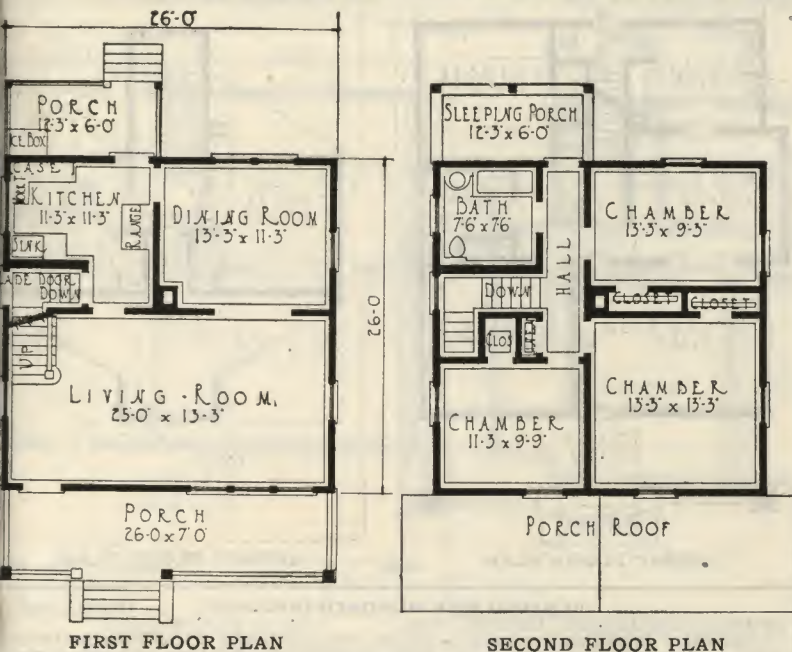 26'-0"
PORCH
12'-3" x 6'-0"
ICE BOX
CASE
KITCHEN
11'-3" x 11'-3"
RANGE
SINK
DINING ROOM
13'-3" x 11'-3"
DOOR
DOWN
UP
26'-0
LIVING - ROOM.
25'-0" x 13'-3"
PORCH
26-0 x 7'0"
FIRST FLOOR PLAN
SLEEPING PORCH
12'-3" x 6'-0"
BATH
7'6" x 7'6"
HALL
CHAMBER
13'-3" x 9'-3"
DOWN
CLOSET
CLOSET
CLOS
CHAMBER
13'-3" x 13'-3"
CHAMBER
11'-3 x 9'-9"
PORCH ROOF
SECOND FLOOR PLAN